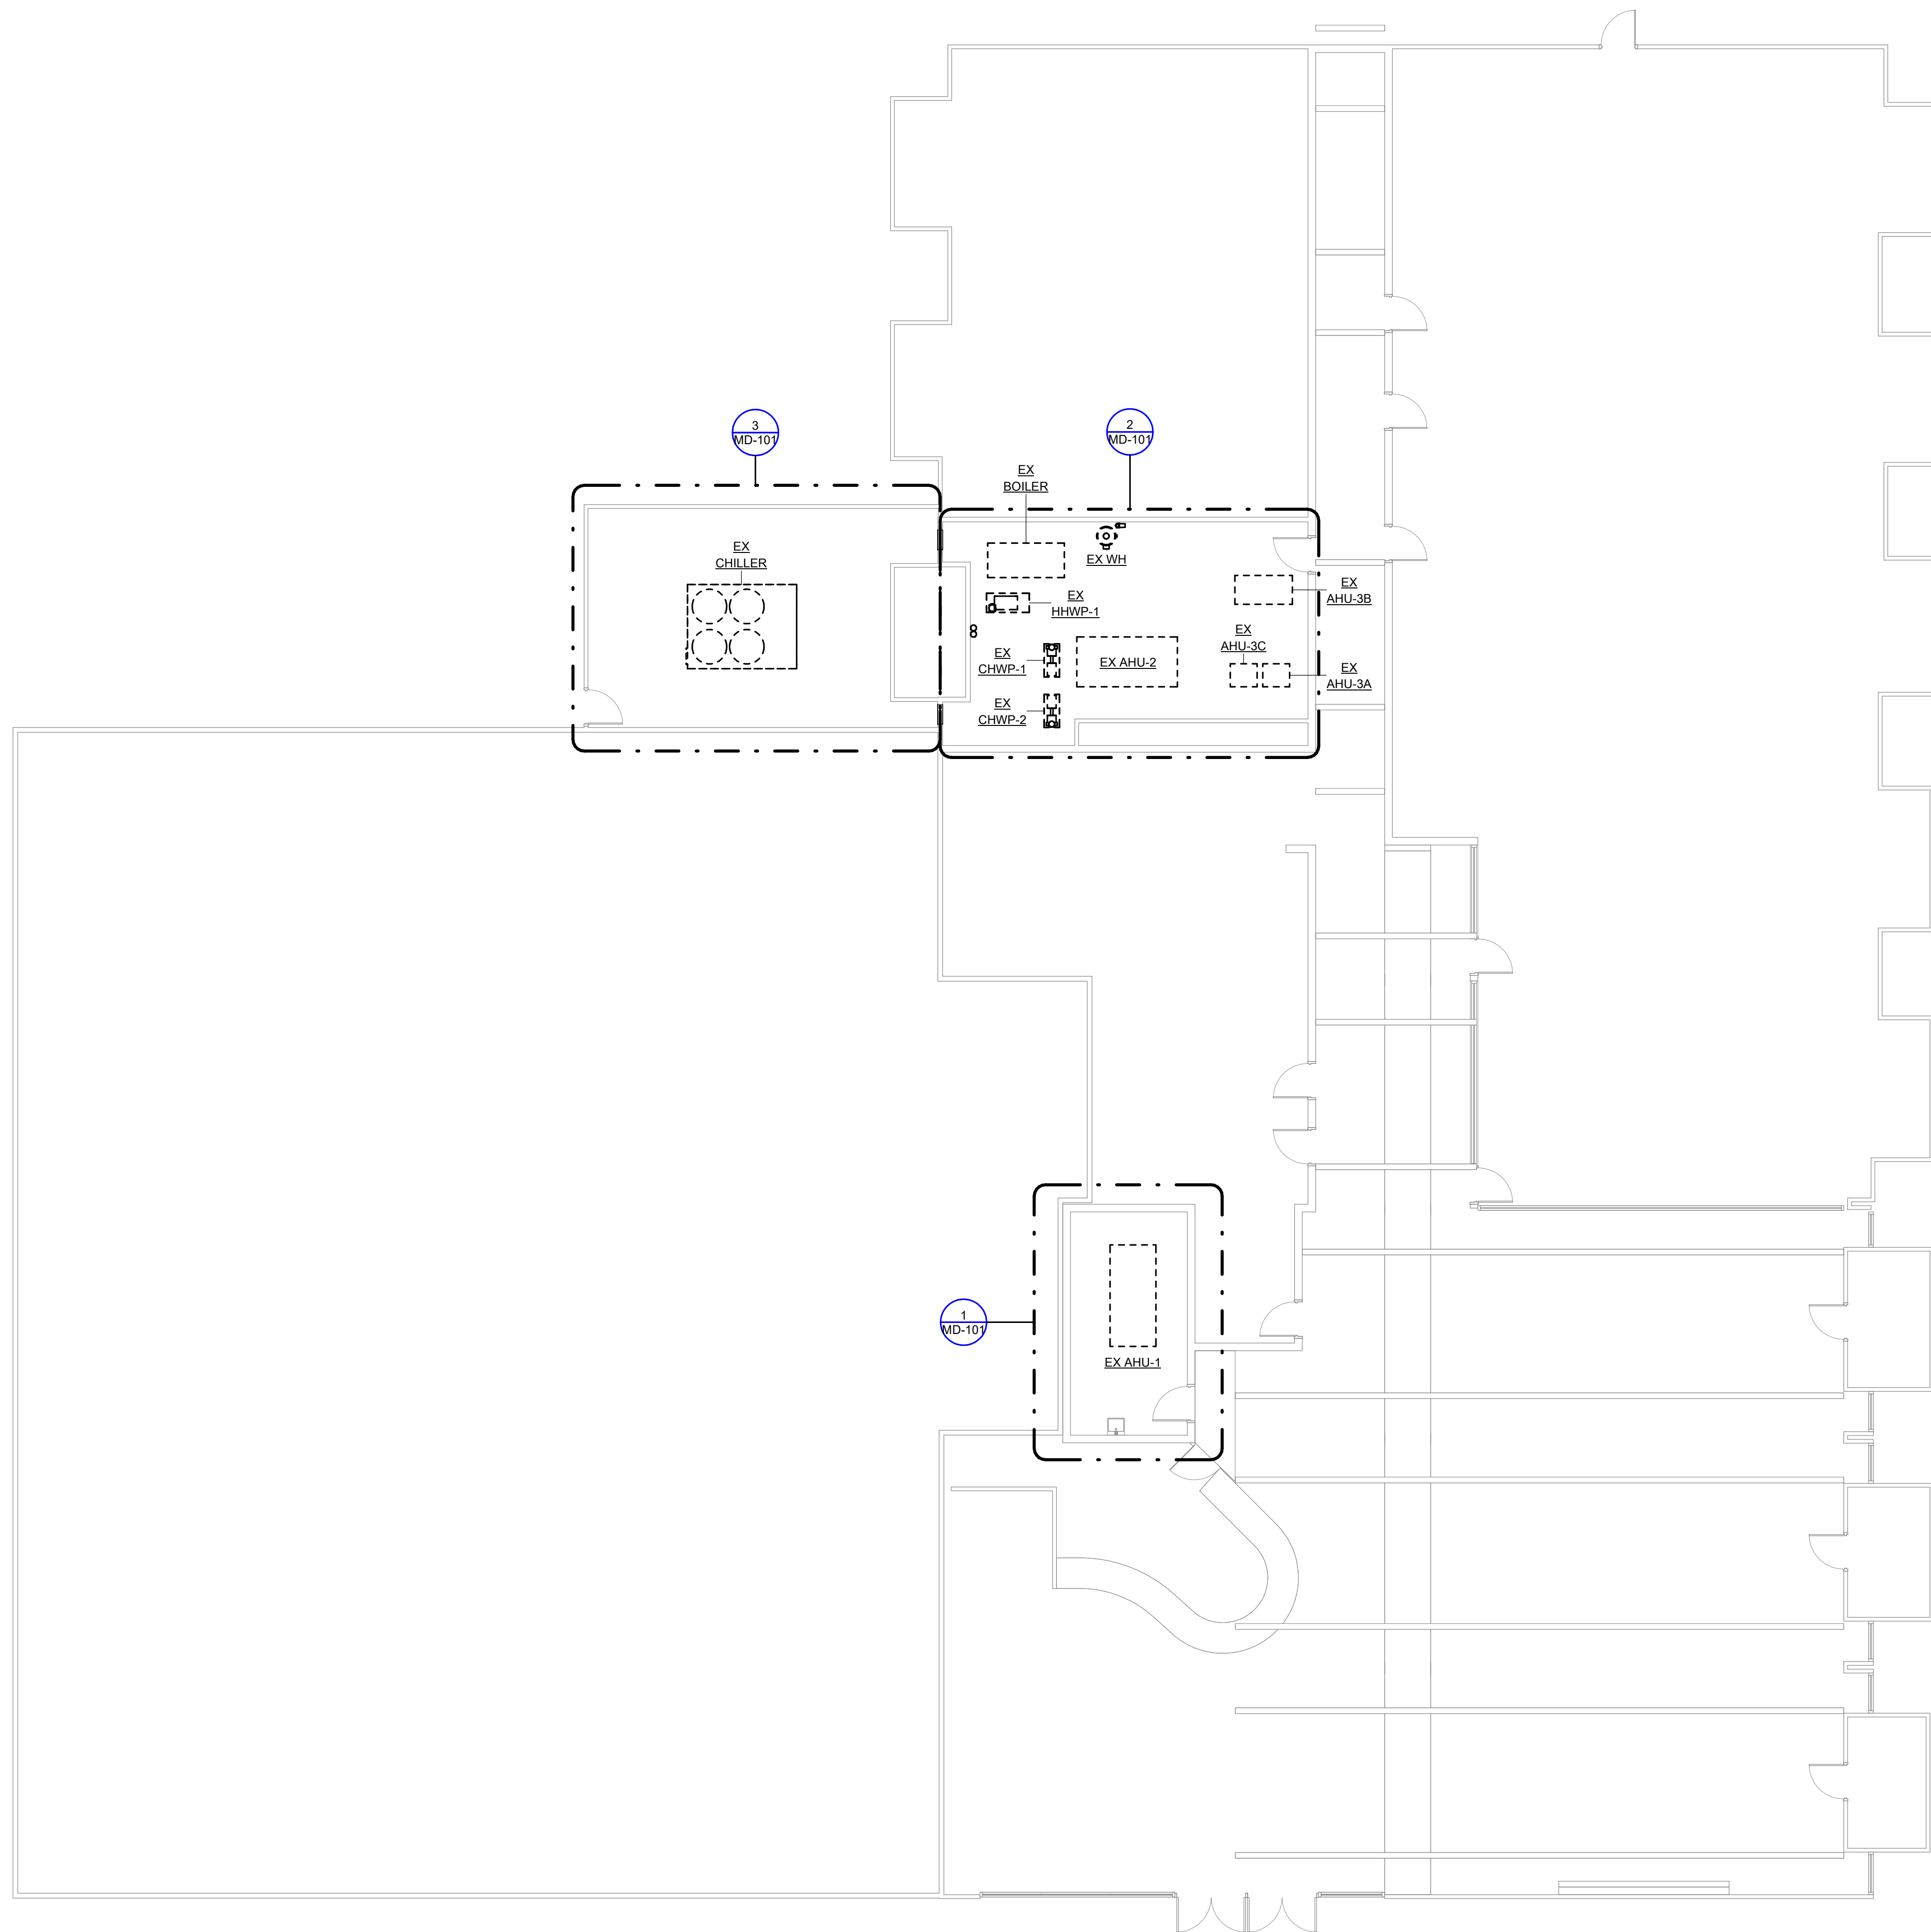 3
MD-101
2
MD-101
EX
BOILER
EX
CHILLER
EX WH
EX
HHWP-1
EX
AHU-3B
EX
AHU-3C
EX
CHWP-1
EX AHU-2
EX
AHU-3A
EX
CHWP-2
1
MD-101
EX AHU-1